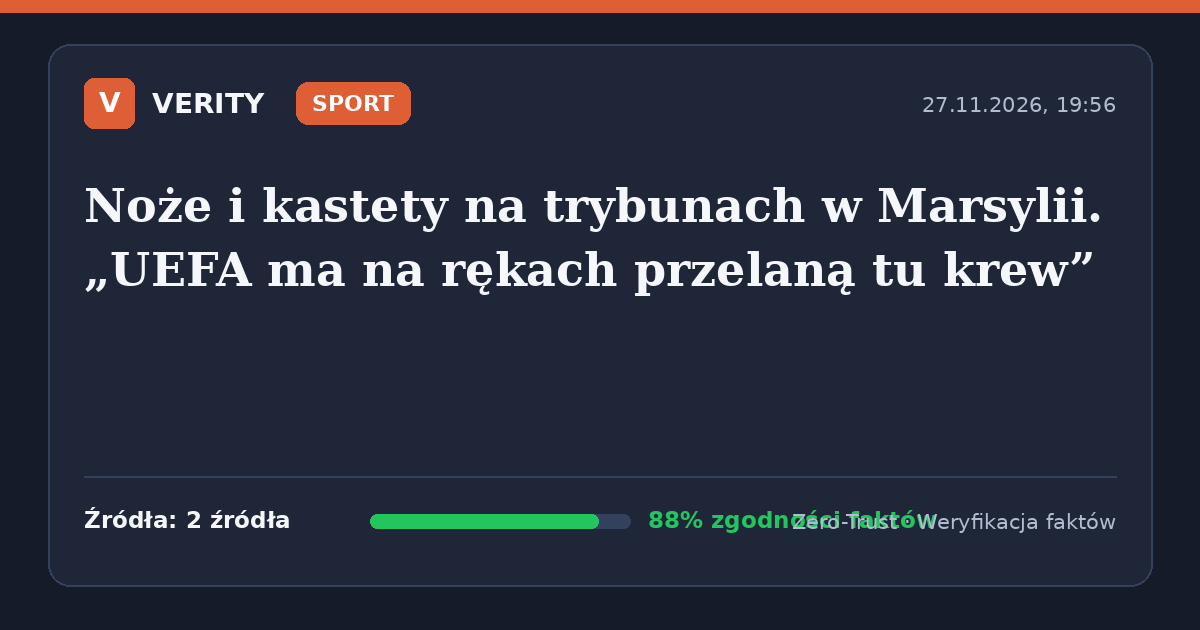 V VERITY SPORT 27.11.2026, 19:56
Noże i kastety na trybunach w Marsylii.
„UEFA ma na rękach przelaną tu krew”
Źródła: 2 źródła 88% zgodności faktów Zero-Trust · Weryfikacja faktów